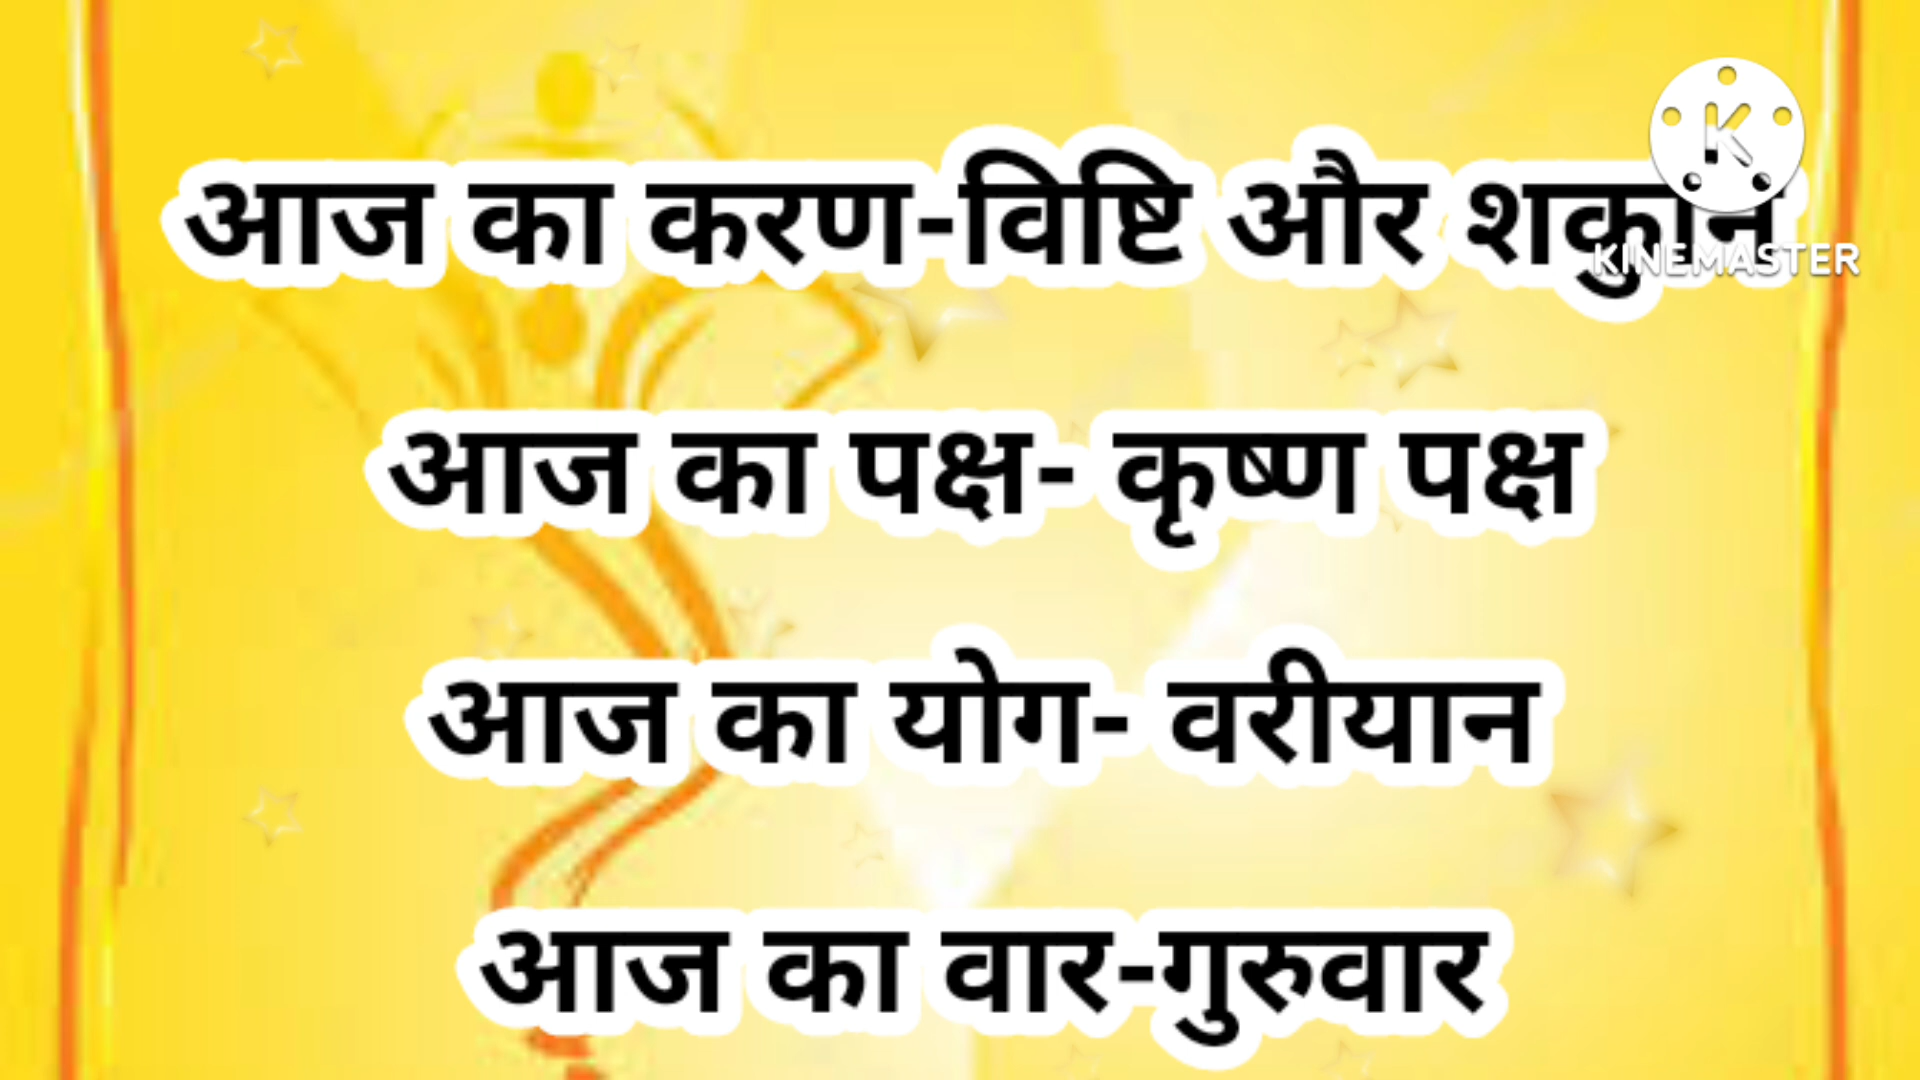 आज का करण-विष्टि और शकुान
आज का पक्ष- कृष्ण पक्ष
आज का योग- वरीयान
आज का वार-गुरुवार
K
KINEMASTER